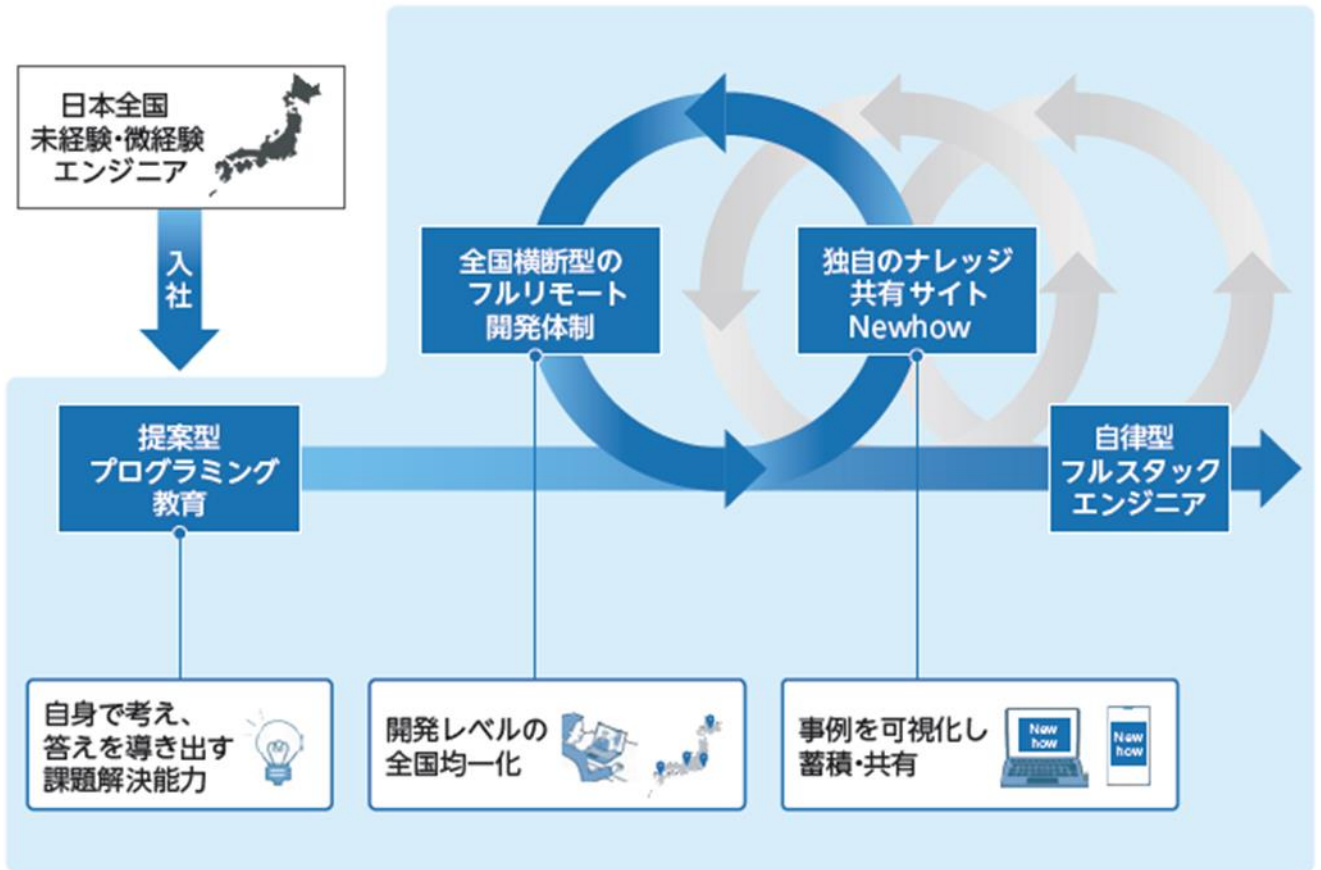 日本全国
未経験・微経験
エンジニア
入
社
全国横断型の
フルリモート
開発体制
独自のナレッジ
共有サイト
Newhow
提案型
プログラミング
教育
自律型
フルスタック
エンジニア
自身で考え、
答えを導き出す
課題解決能力
開発レベルの
全国均一化
事例を可視化し
蓄積・共有
New
how
New
how